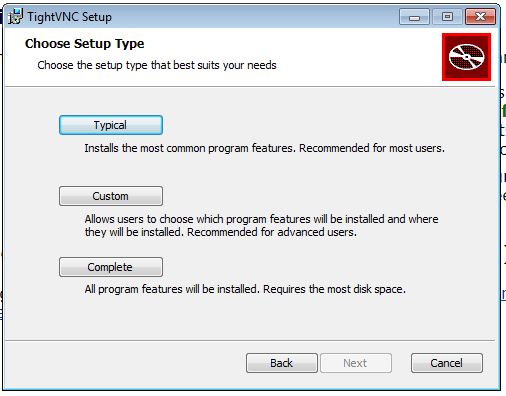 TightVNC Setup
Choose Setup Type
Choose the setup type that best suits your needs
Typical
Installs the most common program features. Recommended for most users.
Custom
Allows users to choose which program features will be installed and where
they will be installed. Recommended for advanced users.
Complete
All program features will be installed. Requires the most disk space.
Back
Next
Cancel